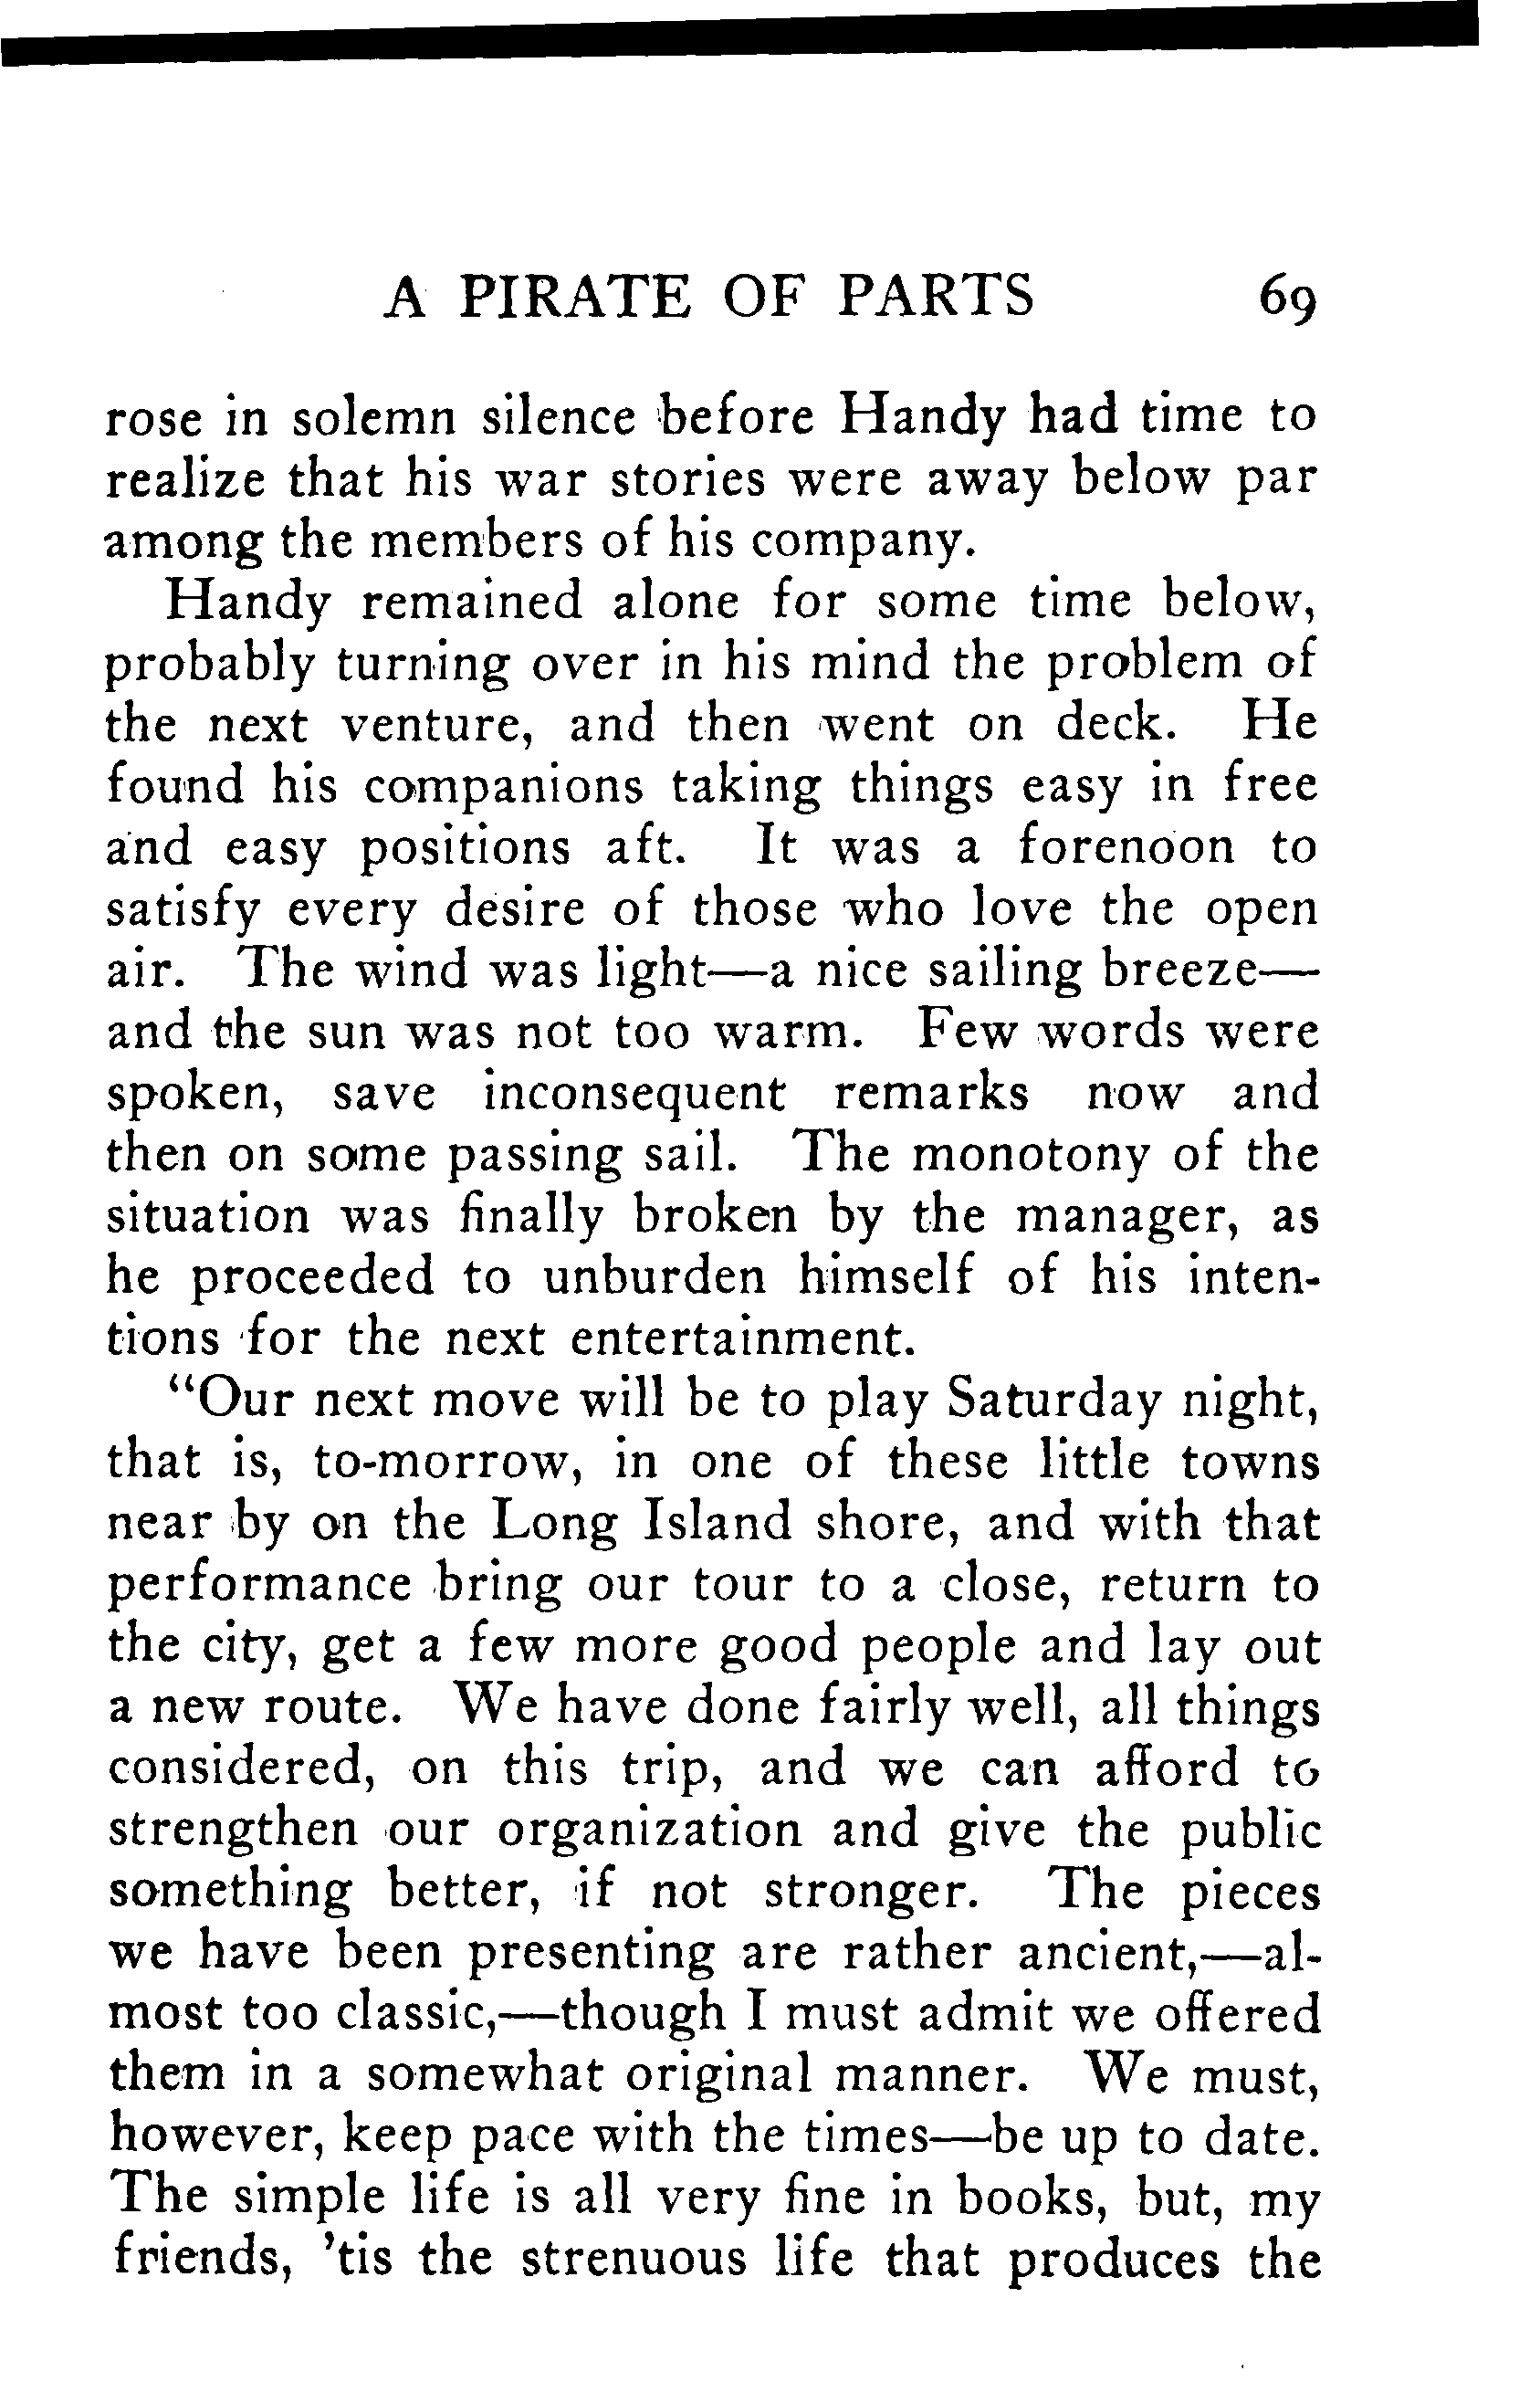 A PIRATE OF PARTS 69
rose in solemn silence before Handy had time to
realize that his war stories were away below par
among the members of his company.
Handy remained alone for some time below,
probably turning over in his mind the problem of
the next venture, and then went on deck. He
found his companions taking things easy in free
and easy positions aft. It was a forenoon to
satisfy every desire of those who love the open
air. The wind was light—a nice sailing breeze—
and the sun was not too warm. Few words were
spoken, save inconsequent remarks now and
then on some passing sail. The monotony of the
situation was finally broken by the manager, as
he proceeded to unburden himself of his inten-
tions for the next entertainment.
“Our next move will be to play Saturday night,
that is, to-morrow, in one of these little towns
near by on the Long Island shore, and with that
performance bring our tour to a close, return to
the city, get a few more good people and lay out
a new route. We have done fairly well, all things
considered, on this trip, and we can afford to
strengthen our organization and give the public
something better, if not stronger. The pieces
we have been presenting are rather ancient,—al-
most too classic,—though I must admit we offered
them in a somewhat original manner. We must,
however, keep pace with the times—be up to date.
The simple life is all very fine in books, but, my
friends, ’tis the strenuous life that produces the